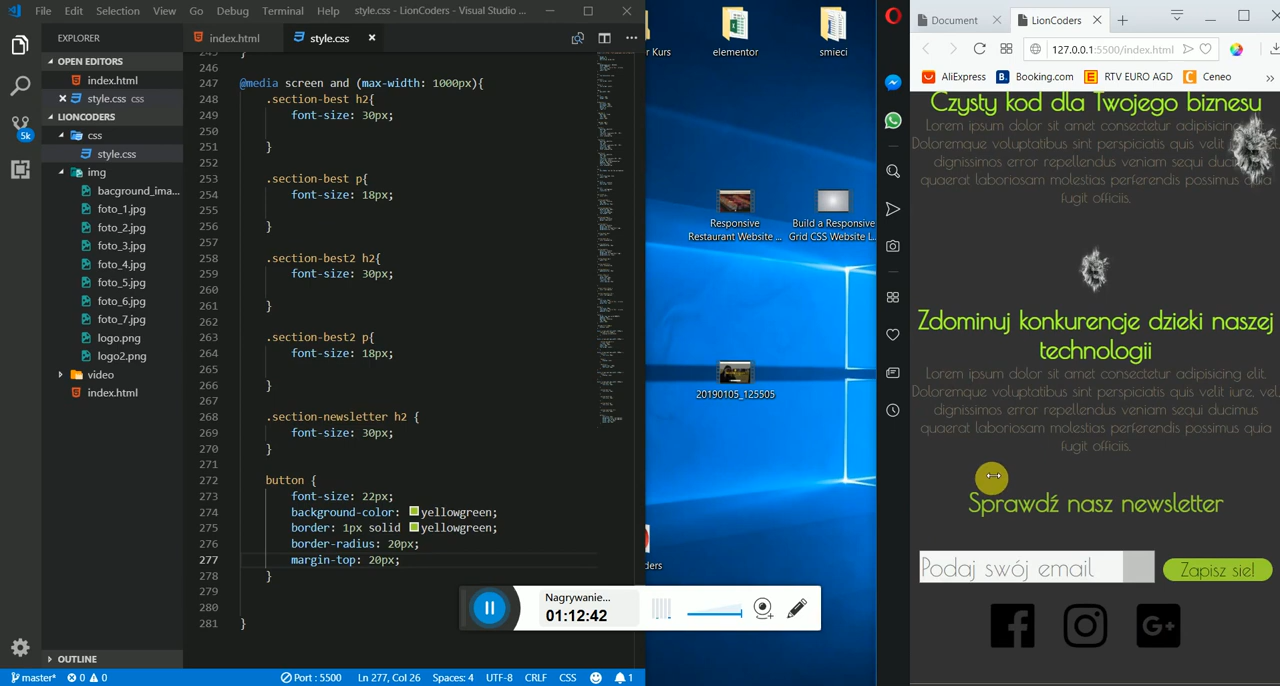 File Edit Selection View Go Debug Terminal Help style.css - LionCoders - Visual Studio ...
EXPLORER
OPEN EDITORS
index.html
style.css css
LIONCODERS
css
style.css
img
bacground_ima...
foto_1.jpg
foto_2.jpg
foto_3.jpg
foto_4.jpg
foto_5.jpg
foto_6.jpg
foto_7.jpg
logo.png
logo2.png
video
index.html
OUTLINE
5k
index.html style.css
246
247 @media screen and (max-width: 1000px){
248 .section-best h2{
249 font-size: 30px;
250
251 }
252
253 .section-best p{
254 font-size: 18px;
255
256 }
257
258 .section-best2 h2{
259 font-size: 30px;
260
261 }
262
263 .section-best2 p{
264 font-size: 18px;
265
266 }
267
268 .section-newsletter h2 {
269 font-size: 30px;
270 }
271
272 button {
273 font-size: 22px;
274 background-color: yellowgreen;
275 border: 1px solid yellowgreen;
276 border-radius: 20px;
277 margin-top: 20px;
278 }
279
280
281 }
master* 0 0 Port : 5500 Ln 277, Col 26 Spaces: 4 UTF-8 CRLF CSS 1
Nagrywanie...
01:12:42
r Kurs
elementor
smieci
Responsive
Restaurant Website ...
Build a Responsive
Grid CSS Website L...
20190105_125505
ders
Document LionCoders
127.0.0.1:5500/index.html
AliExpress Booking.com RTV EURO AGD Ceneo
Czysty kod dla Twojego biznesu
Lorem ipsum dolor sit amet consectetur adipisicing
Doloremque voluptatibus sint perspiciatis quis velit
dignissimos error repellendus veniam sequi
quaerat laboriosam molestias perferendis possimus quia
fugit officiis.
Zdominuj konkurencje dzieki naszej
technologii
Lorem ipsum dolor sit amet consectetur adipisicing elit.
Doloremque voluptatibus sint perspiciatis quis velit iure, vel,
dignissimos error repellendus veniam sequi ducimus
quaerat laboriosam molestias perferendis possimus quia
fugit officiis.
Sprawdź nasz newsletter
Podaj swój email Zapisz sie!